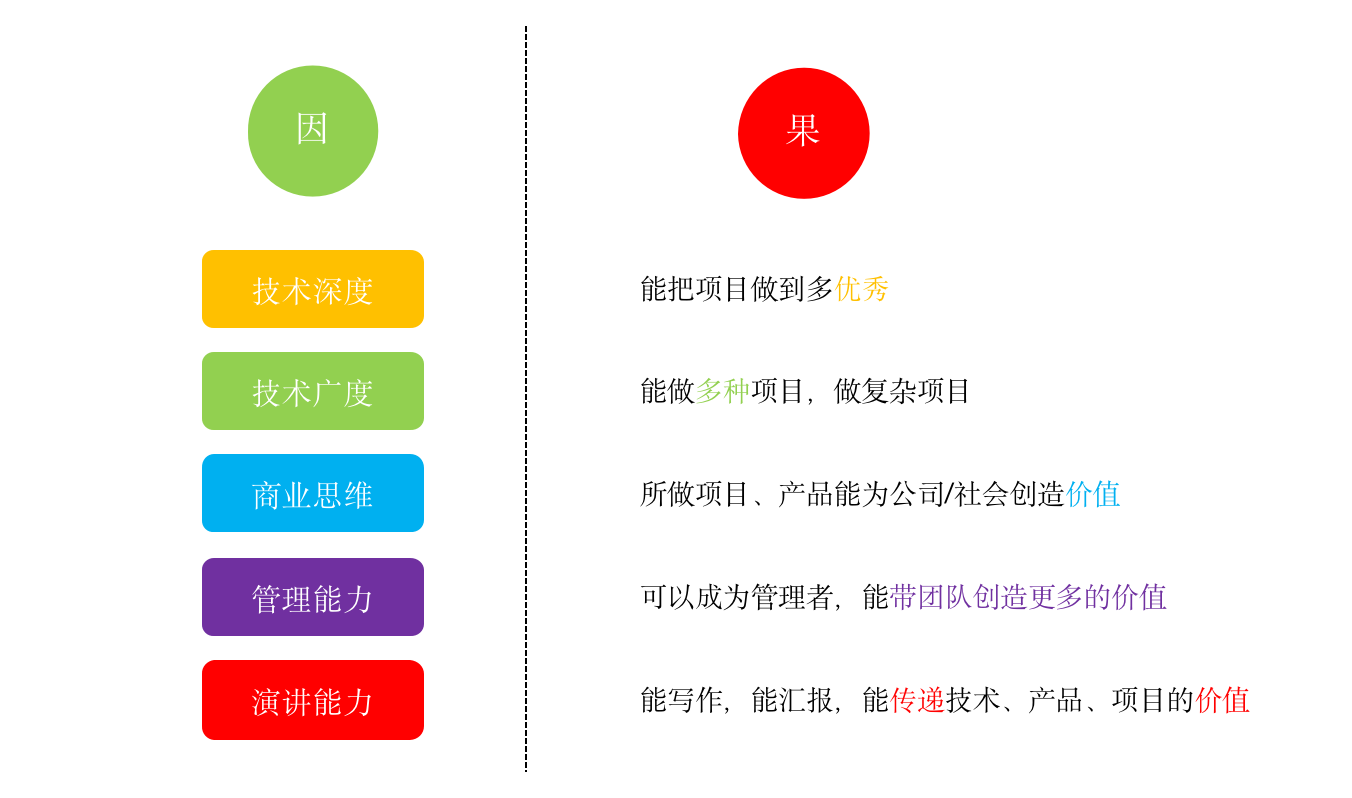 因
果
技术深度
能把项目做到多优秀
技术广度
能做多种项目，做复杂项目
商业思维
所做项目、产品能为公司/社会创造价值
管理能力
可以成为管理者，能带团队创造更多的价值
演讲能力
能写作，能汇报，能传递技术、产品、项目的价值